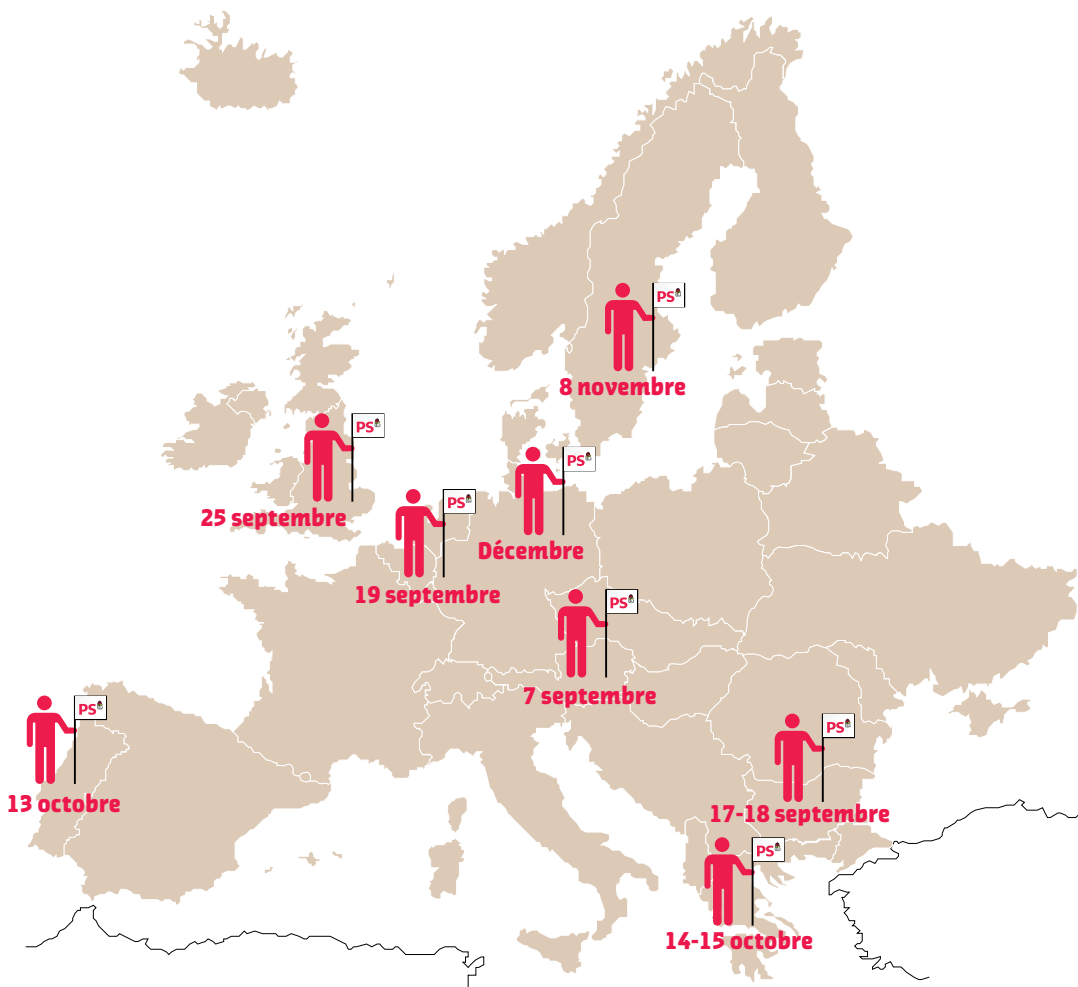 PS
8 novembre
PS
25 septembre
PS
Décembre
PS
19 septembre
PS
7 septembre
PS
13 octobre
PS
17-18 septembre
PS
14-15 octobre